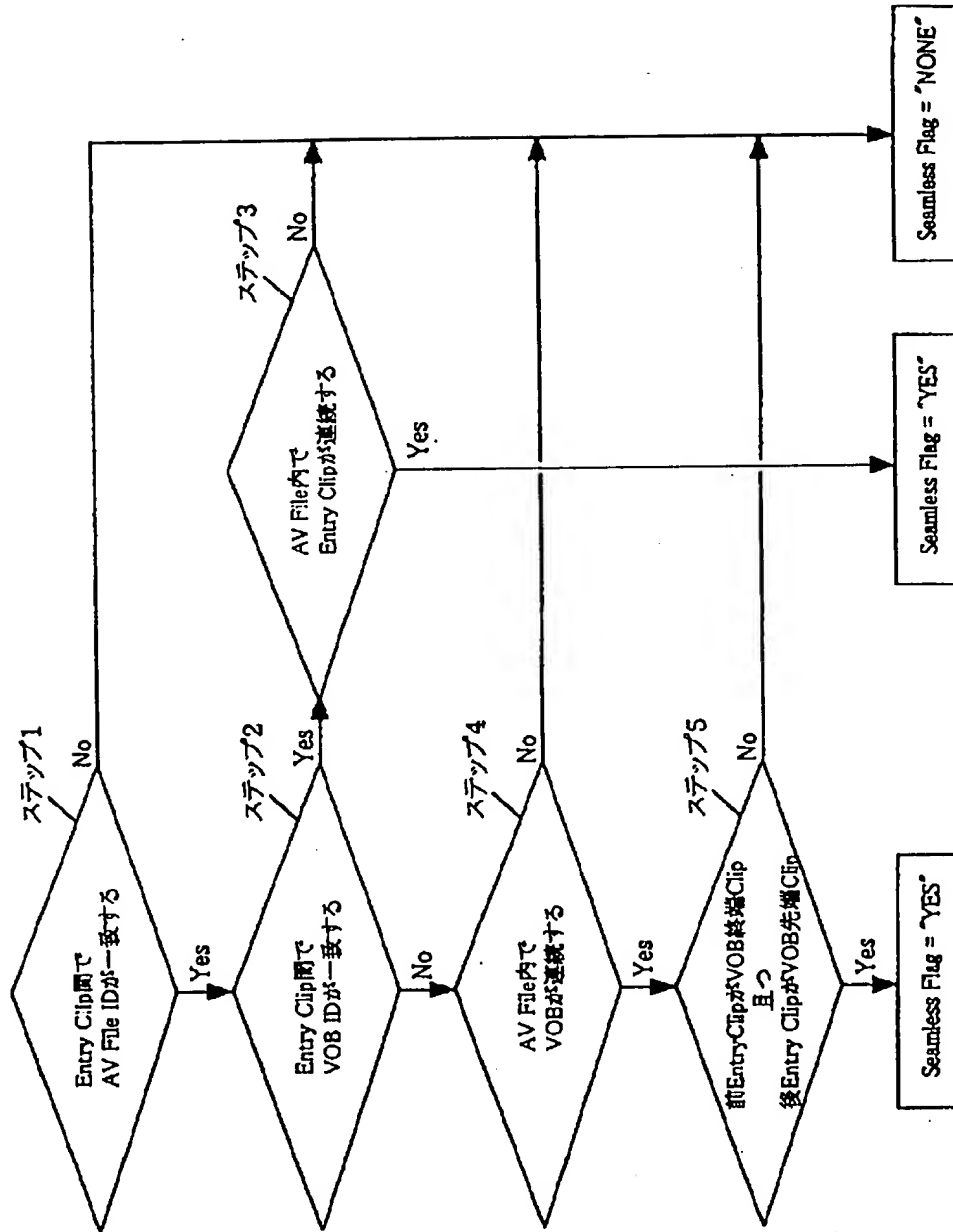 ステップ1
Entry Clip間で
AV File IDが一致する
No
Yes
ステップ2
Entry Clip間で
VOB IDが一致する
Yes
No
ステップ3
AV File内で
Entry Clipが連続する
No
Yes
ステップ4
AV File内で
VOBが連続する
No
Yes
ステップ5
前EntryClipがVOB終端Clip
且つ
後Entry ClipがVOB先端Clip
No
Yes
Seamless Flag = "YES"
Seamless Flag = "YES"
Seamless Flag = "NONE"